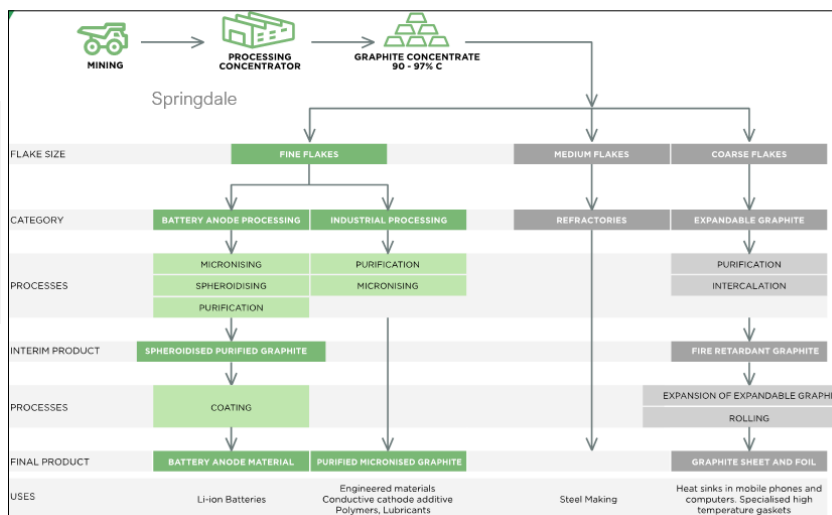 MINING
PROCESSING
CONCENTRATOR
GRAPHITE CONCENTRATE
90 - 97% C
Springdale
FLAKE SIZE
FINE FLAKES
MEDIUM FLAKES
COARSE FLAKES
CATEGORY
BATTERY ANODE PROCESSING
INDUSTRIAL PROCESSING
REFRACTORIES
EXPANDABLE GRAPHITE
PROCESSES
MICRONISING
SPHEROIDISING
PURIFICATION
PURIFICATION
MICRONISING
PURIFICATION
INTERCALATION
INTERIM PRODUCT
SPHEROIDISED PURIFIED GRAPHITE
FIRE RETARDANT GRAPHITE
PROCESSES
COATING
EXPANSION OF EXPANDABLE GRAPHI
ROLLING
FINAL PRODUCT
BATTERY ANODE MATERIAL
PURIFIED MICRONISED GRAPHITE
GRAPHITE SHEET AND FOIL
USES
Li-ion Batteries
Engineered materials
Conductive cathode additive
Polymers, Lubricants
Steel Making
Heat sinks in mobile phones and
computers. Specialised high
temperature gaskets